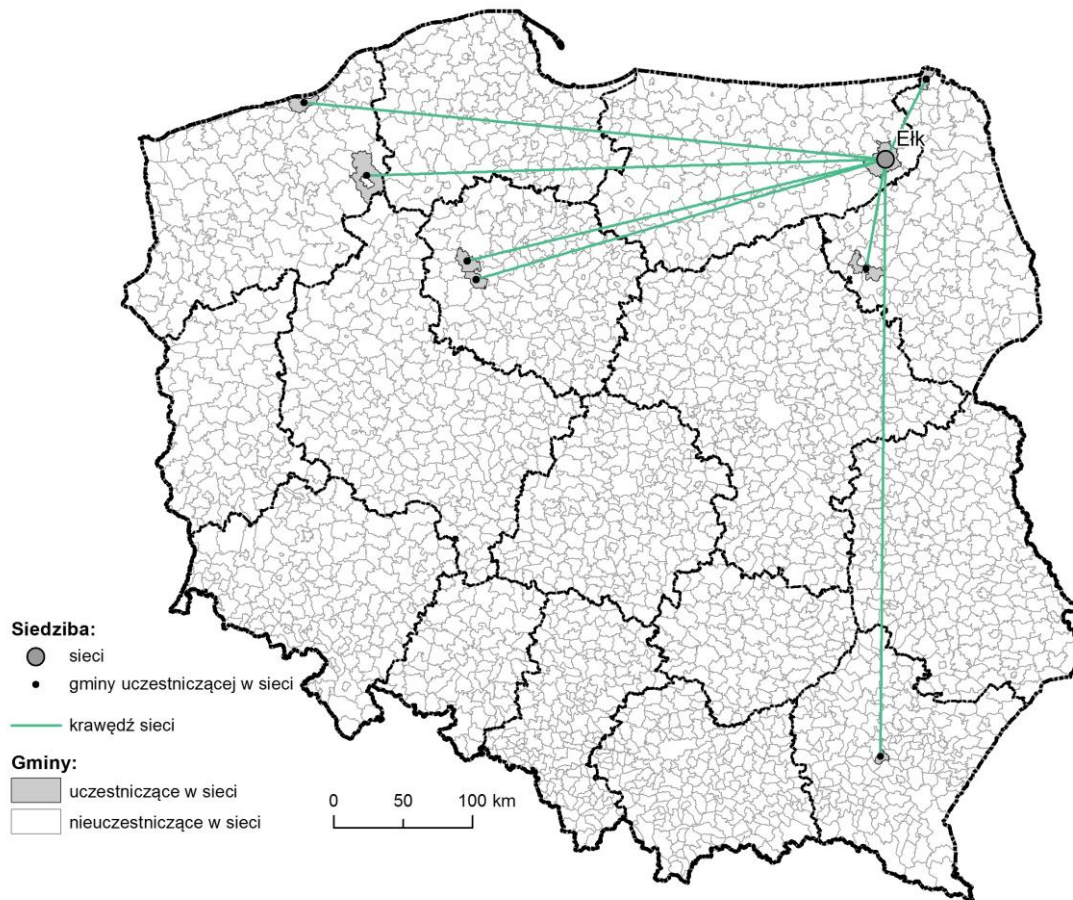 Ełk
Siedziba:
sieci
gminy uczestniczącej w sieci
krawędź sieci
Gminy:
uczestniczące w sieci
nieuczestniczące w sieci
0 50 100 km